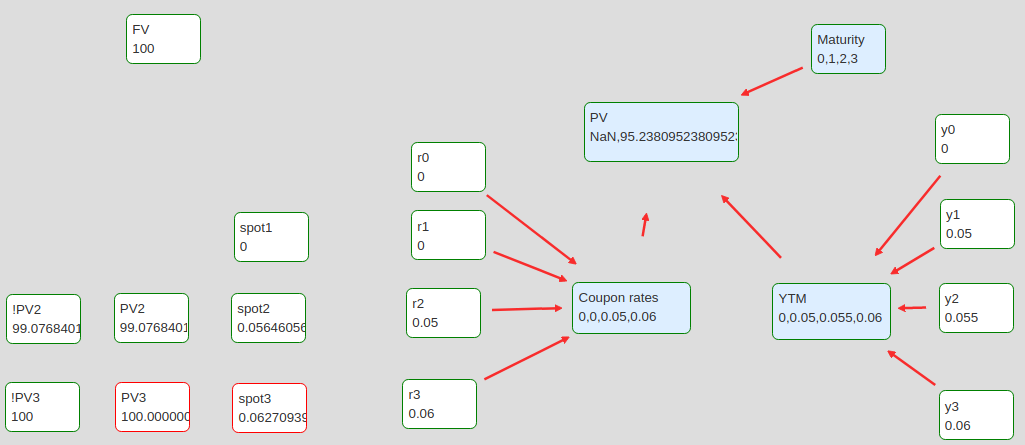 FV
100
Maturity
0,1,2,3
PV
NaN,95.23809523809523
y0
0
r0
0
y1
0.05
r1
0
spot1
0
!PV2
99.0768401
PV2
99.0768401
spot2
0.05646056
r2
0.05
Coupon rates
0,0,0.05,0.06
YTM
0,0.05,0.055,0.06
y2
0.055
!PV3
100
PV3
100.000000
spot3
0.06270939
r3
0.06
y3
0.06